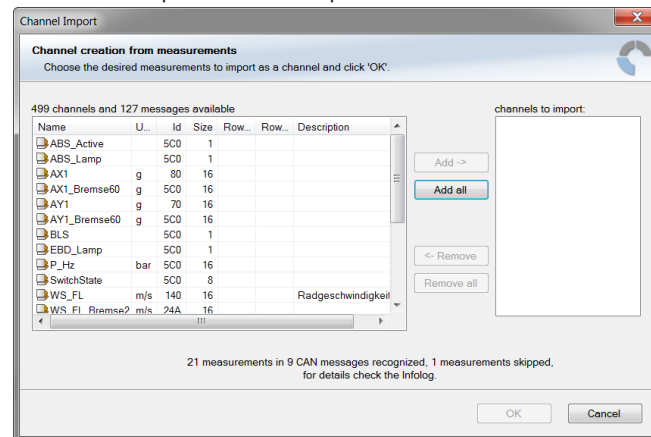 Channel Import
Channel creation from measurements
Choose the desired measurements to import as a channel and click 'OK'.
499 channels and 127 messages available
channels to import:
Name U... Id Size Row... Row... Description
ABS_Active 5C0 1
ABS_Lamp 5C0 1
AX1 g 80 16
AX1_Bremse60 g 5C0 16
AY1 g 70 16
AY1_Bremse60 g 5C0 16
BLS 5C0 1
EBD_Lamp 5C0 1
P_Hz bar 5C0 16
SwitchState 5C0 8
WS_FL m/s 140 16 Radgeschwindigkeit
WS_FL_Bremse2 m/s 24A 16
Add ->
Add all
<- Remove
Remove all
21 measurements in 9 CAN messages recognized, 1 measurements skipped,
for details check the Infolog.
OK
Cancel